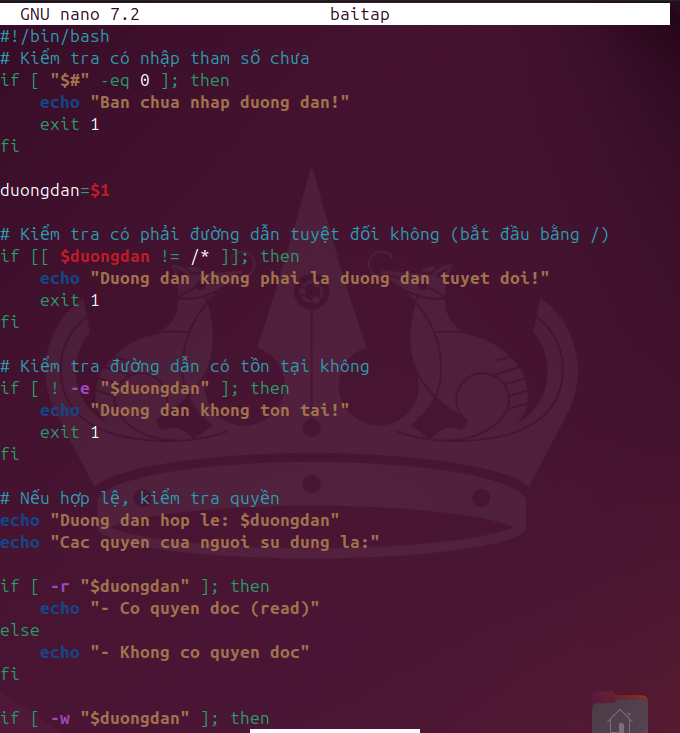 GNU nano 7.2 baitap
#!/bin/bash
# Kiểm tra có nhập tham số chưa
if [ "$#" -eq 0 ]; then
    echo "Ban chua nhap duong dan!"
    exit 1
fi
duongdan=$1
# Kiểm tra có phải đường dẫn tuyệt đối không (bắt đầu bằng /)
if [[ $duongdan != /* ]]; then
    echo "Duong dan khong phai la duong dan tuyet doi!"
    exit 1
fi
# Kiểm tra đường dẫn có tồn tại không
if [ ! -e "$duongdan" ]; then
    echo "Duong dan khong ton tai!"
    exit 1
fi
# Nếu hợp lệ, kiểm tra quyền
echo "Duong dan hop le: $duongdan"
echo "Cac quyen cua nguoi su dung la:"
if [ -r "$duongdan" ]; then
    echo "- Co quyen doc (read)"
else
    echo "- Khong co quyen doc"
fi
if [ -w "$duongdan" ]; then